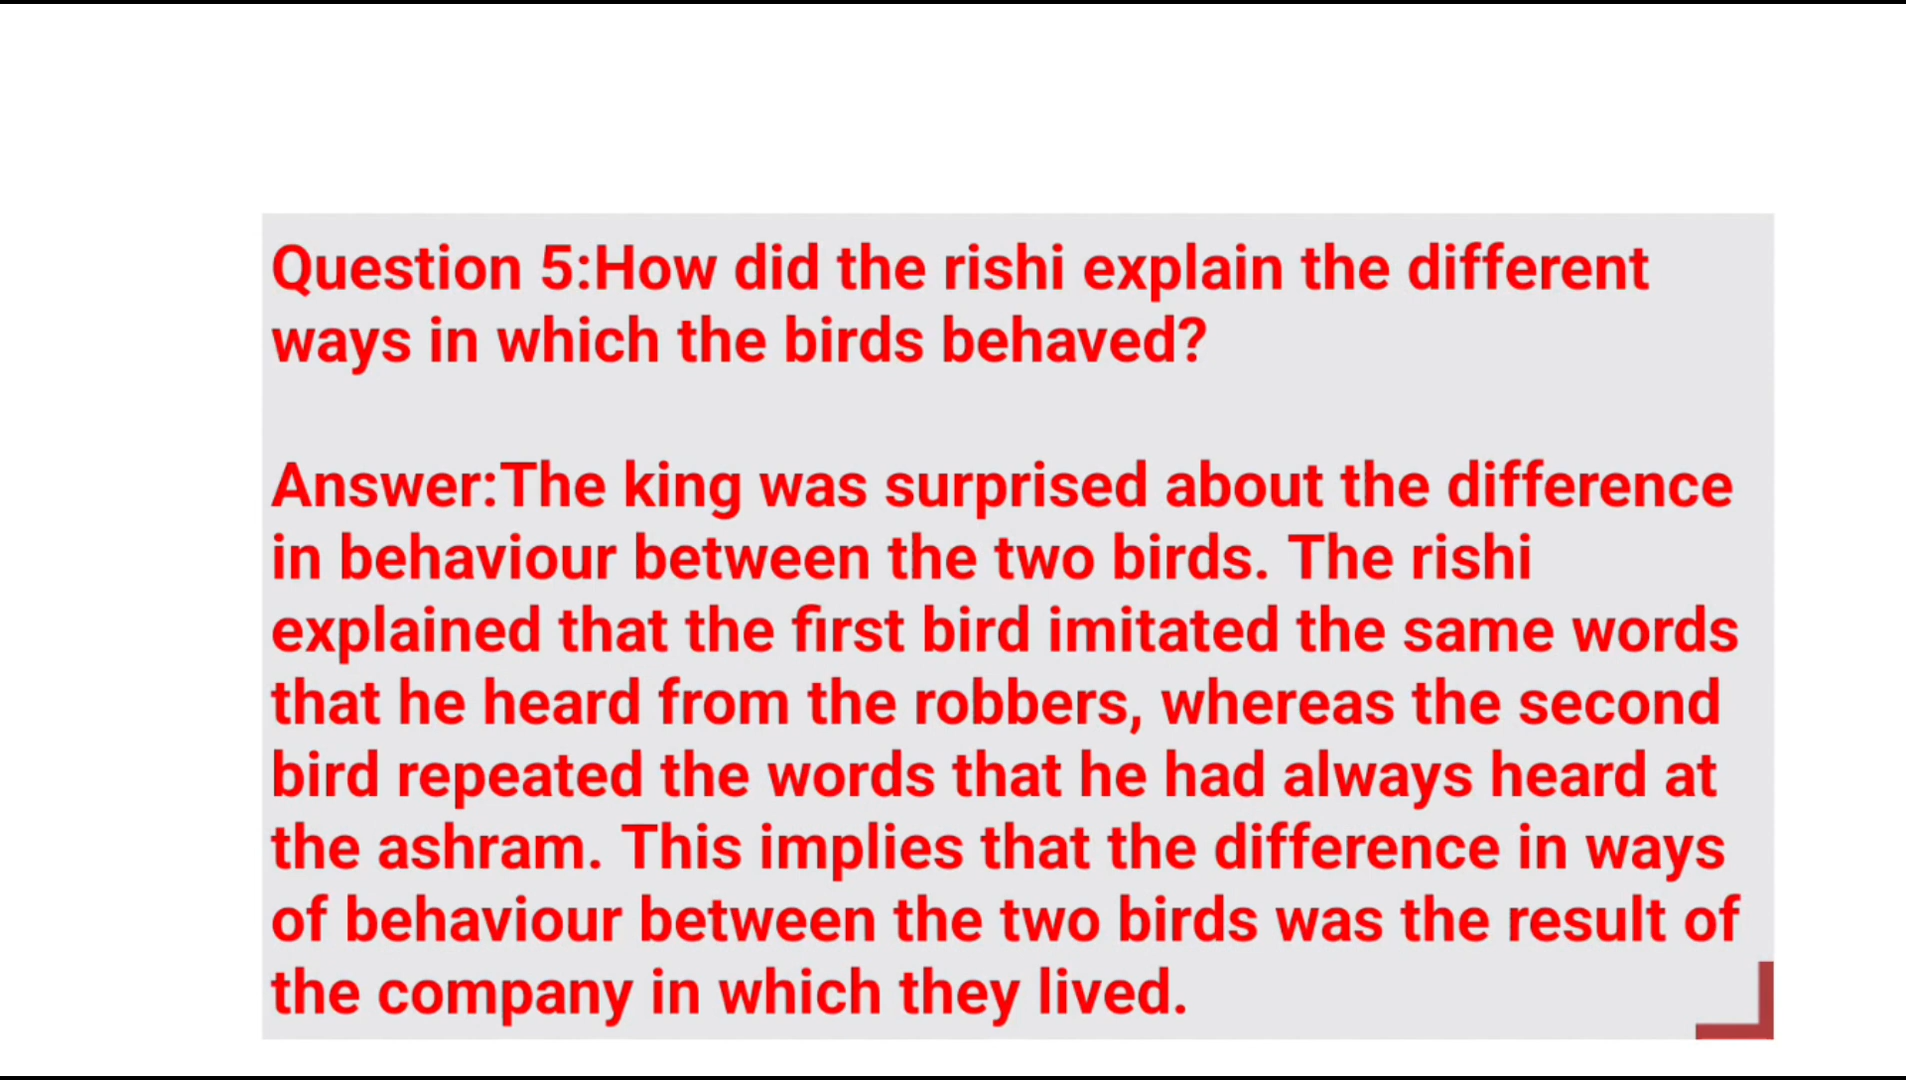 Question 5:How did the rishi explain the different
ways in which the birds behaved?
Answer:The king was surprised about the difference
in behaviour between the two birds. The rishi
explained that the first bird imitated the same words
that he heard from the robbers, whereas the second
bird repeated the words that he had always heard at
the ashram. This implies that the difference in ways
of behaviour between the two birds was the result of
the company in which they lived.